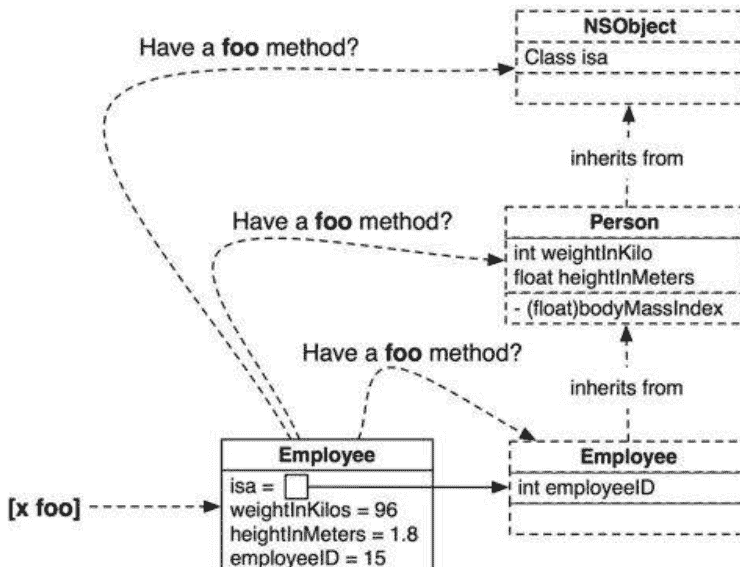 NSObject
Have a foo method?
Class isa
inherits from
Have a foo method?
Person
int weightInKilo
float heightInMeters
- (float)bodyMassIndex
Have a foo method?
inherits from
Employee
Employee
isa =
int employeeID
[x foo]
weightInKilos = 96
heightInMeters = 1.8
employeeID = 15